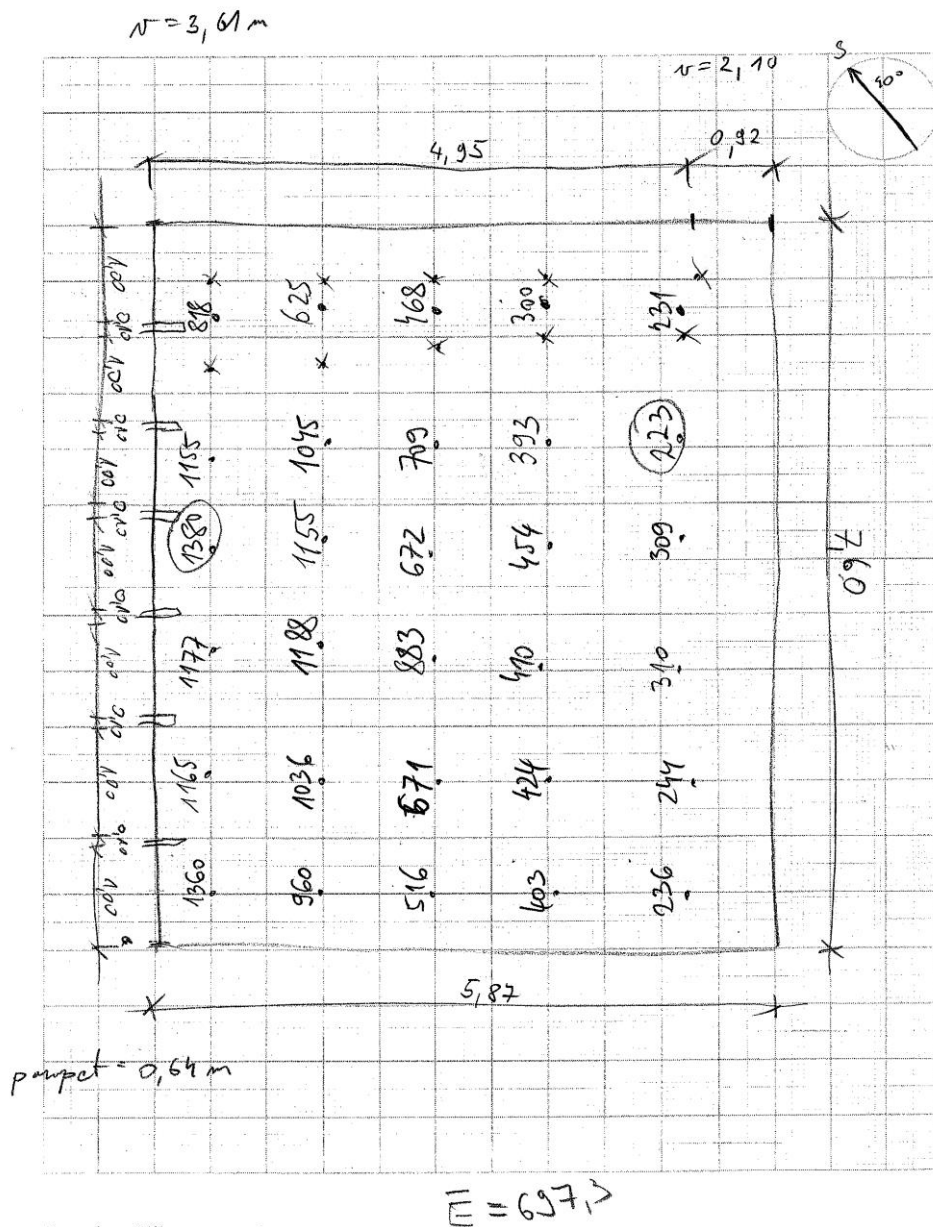 v = 3,61 m
v = 2,10
S
40°
4,95
0,92
818 625 468 300 231
1155 1045 709 393 223
1380 1155 672 454 309
1177 1188 883 410 310
1165 1036 671 424 244
1360 960 516 403 236
7,60
5,87
parapet = 0,64 m
E = 697,3